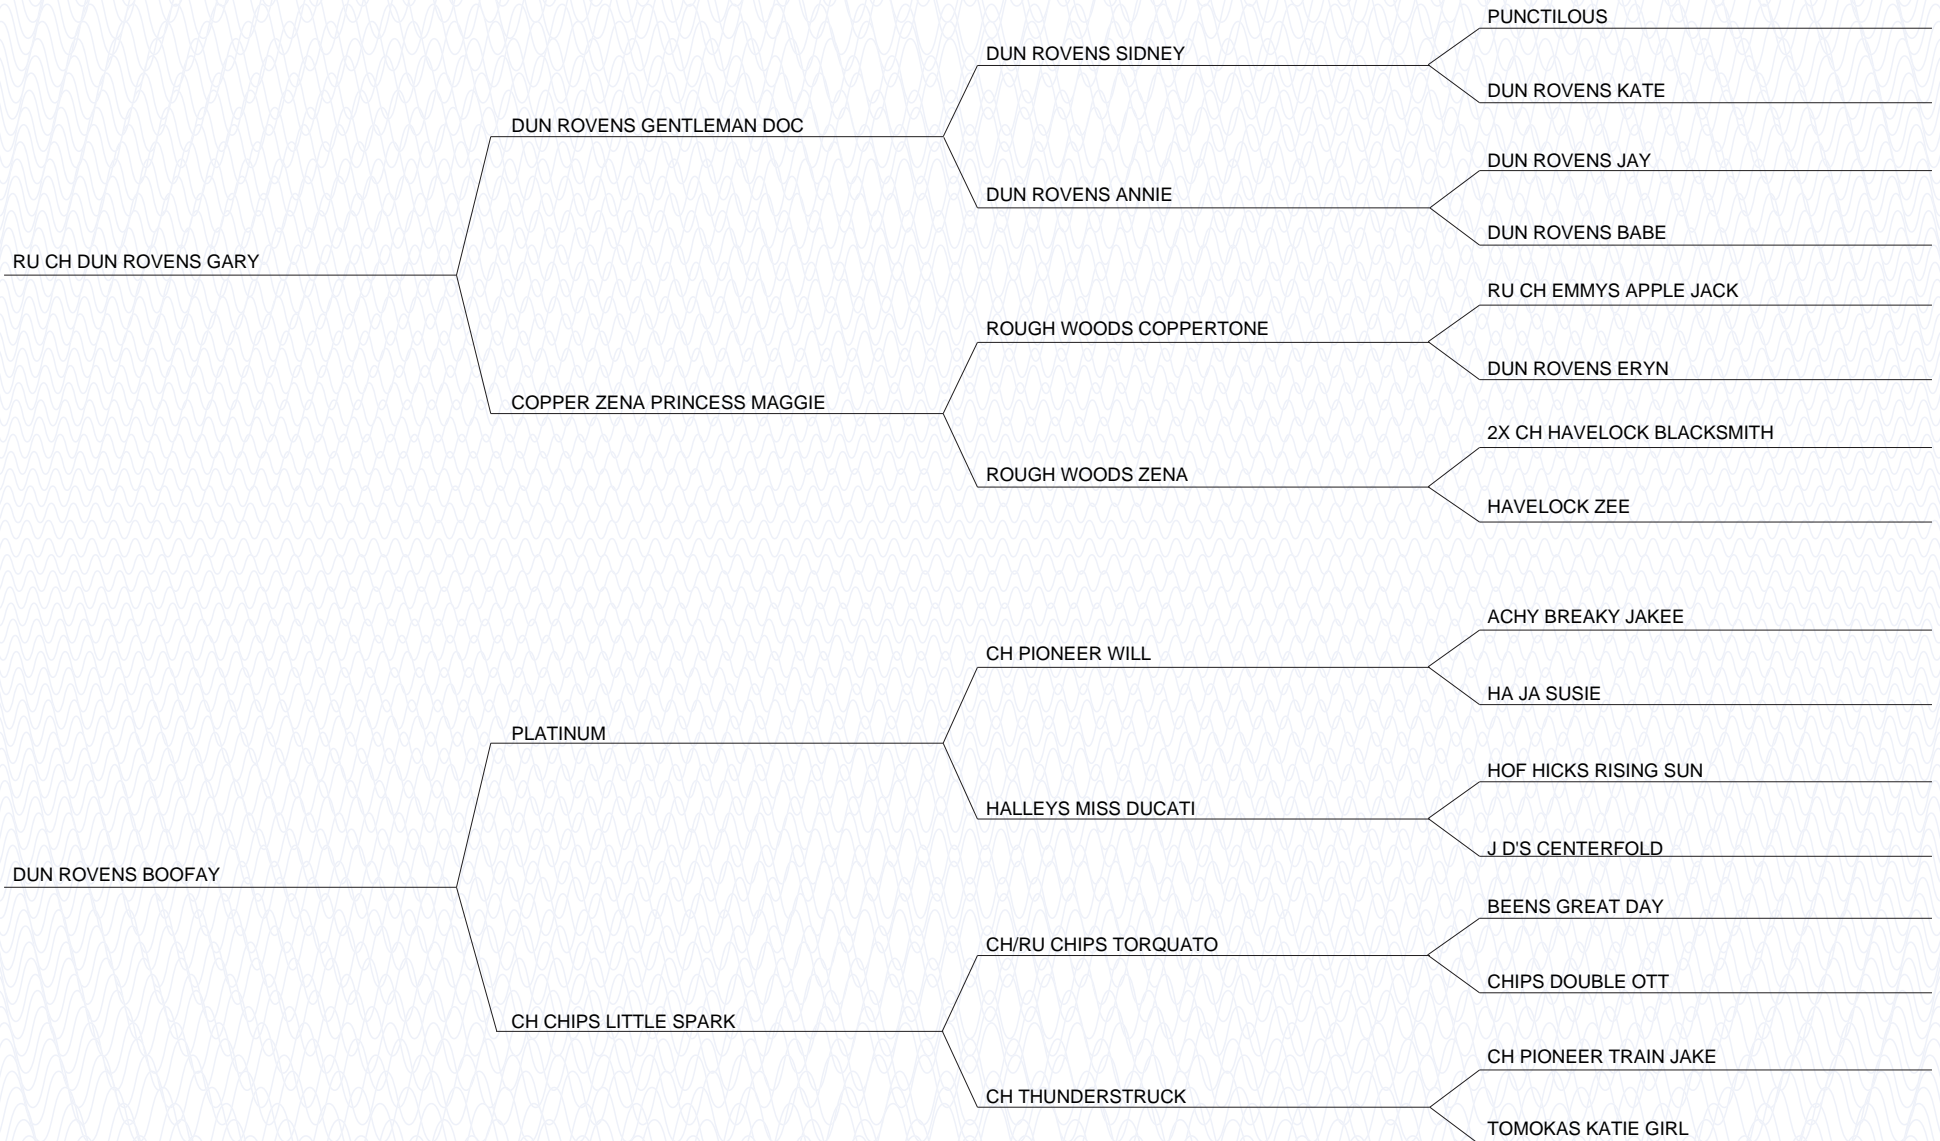 PUNCTILOUS
DUN ROVENS SIDNEY
DUN ROVENS KATE
DUN ROVENS GENTLEMAN DOC
DUN ROVENS JAY
DUN ROVENS ANNIE
DUN ROVENS BABE
RU CH DUN ROVENS GARY
RU CH EMMYS APPLE JACK
ROUGH WOODS COPPERTONE
DUN ROVENS ERYN
COPPER ZENA PRINCESS MAGGIE
2X CH HAVELOCK BLACKSMITH
ROUGH WOODS ZENA
HAVELOCK ZEE
ACHY BREAKY JAKEE
CH PIONEER WILL
HA JA SUSIE
PLATINUM
HOF HICKS RISING SUN
HALLEYS MISS DUCATI
J D'S CENTERFOLD
DUN ROVENS BOOFAY
BEENS GREAT DAY
CH/RU CHIPS TORQUATO
CHIPS DOUBLE OTT
CH CHIPS LITTLE SPARK
CH PIONEER TRAIN JAKE
CH THUNDERSTRUCK
TOMOKAS KATIE GIRL